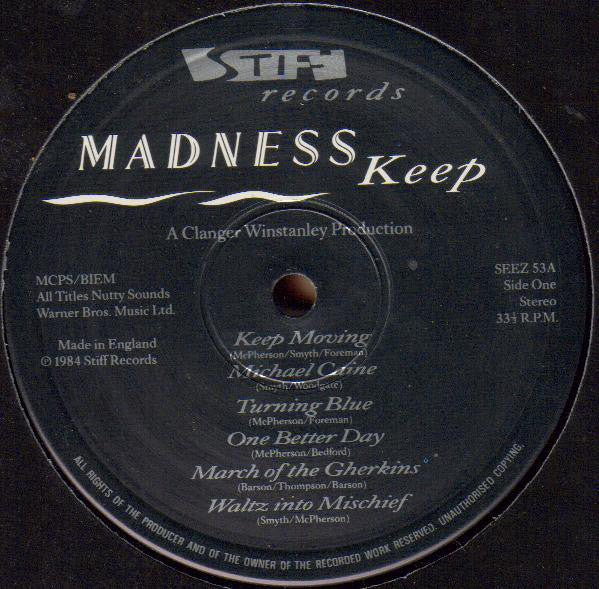 STIFF
records
MADNESS Keep
A Clanger Winstanley Production
MCPS/BIEM
All Titles Nutty Sounds
Warner Bros. Music Ltd.
Made in England
℗ 1984 Stiff Records
SEEZ 53A
Side One
Stereo
33⅓ R.P.M.
Keep Moving
(McPherson/Smyth/Foreman)
Michael Caine
(Smyth/Woodgate)
Turning Blue
(McPherson/Foreman)
One Better Day
(McPherson/Bedford)
March of the Gherkins
(Barson/Thompson/Barson)
Waltz into Mischief
(Smyth/McPherson)
ALL RIGHTS OF THE PRODUCER AND OF THE OWNER OF THE RECORDED WORK RESERVED. UNAUTHORISED COPYING.